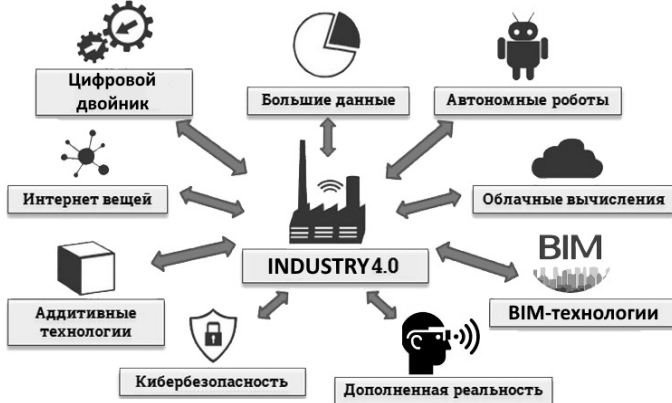 Цифровой
двойник
Большие данные
Автономные роботы
Интернет вещей
Облачные вычисления
INDUSTRY 4.0
BIM
Аддитивные
технологии
BIM-технологии
Кибербезопасность
Дополненная реальность